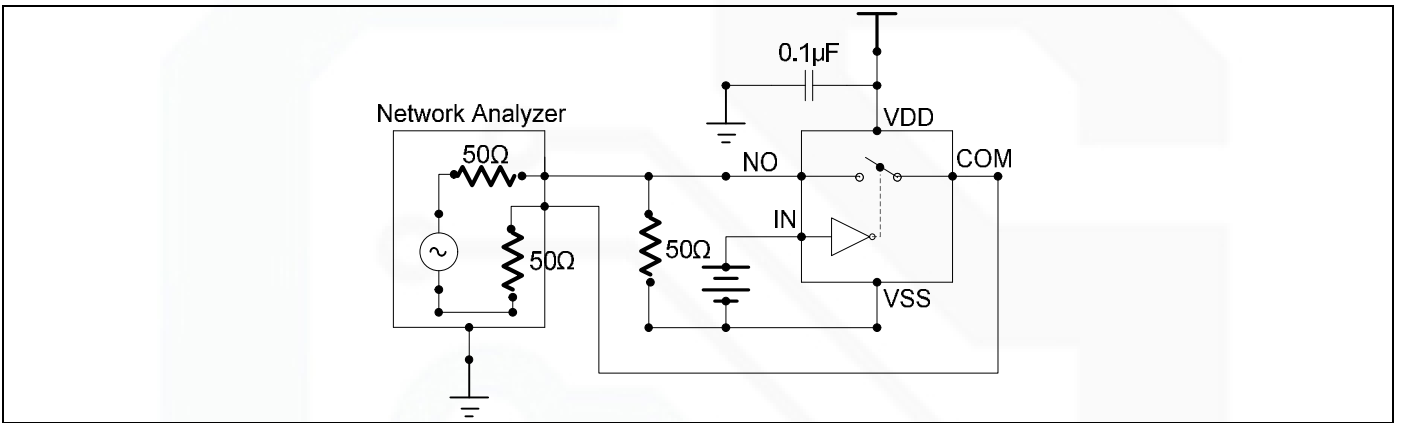 0.1µF
VDD
Network Analyzer
50Ω
NO
COM
IN
50Ω
50Ω
VSS